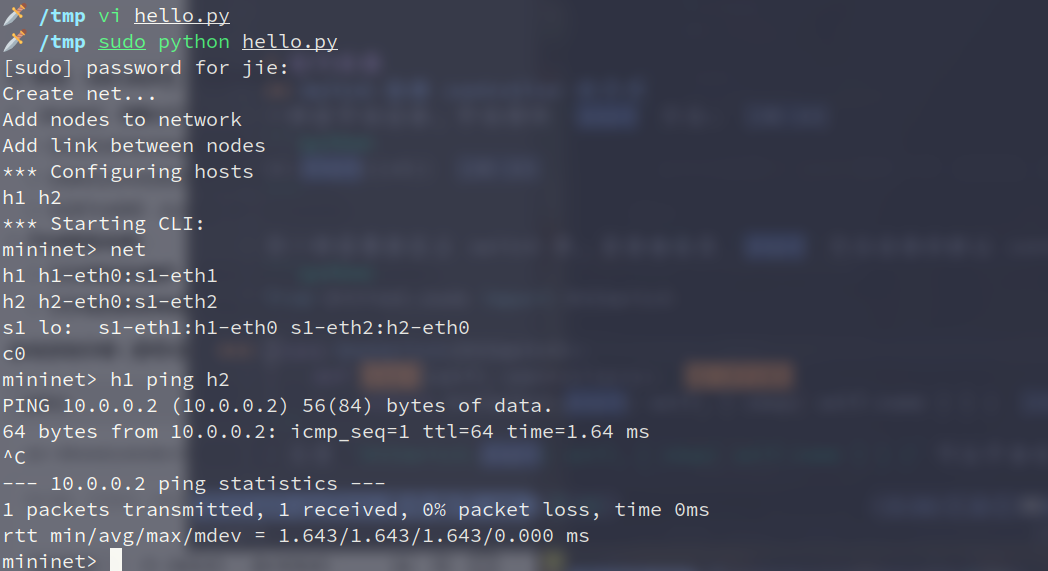 /tmp vi hello.py
/tmp sudo python hello.py
[sudo] password for jie:
Create net...
Add nodes to network
Add link between nodes
*** Configuring hosts
h1 h2
*** Starting CLI:
mininet> net
h1 h1-eth0:s1-eth1
h2 h2-eth0:s1-eth2
s1 lo:  s1-eth1:h1-eth0 s1-eth2:h2-eth0
c0
mininet> h1 ping h2
PING 10.0.0.2 (10.0.0.2) 56(84) bytes of data.
64 bytes from 10.0.0.2: icmp_seq=1 ttl=64 time=1.64 ms
^C
--- 10.0.0.2 ping statistics ---
1 packets transmitted, 1 received, 0% packet loss, time 0ms
rtt min/avg/max/mdev = 1.643/1.643/1.643/0.000 ms
mininet>